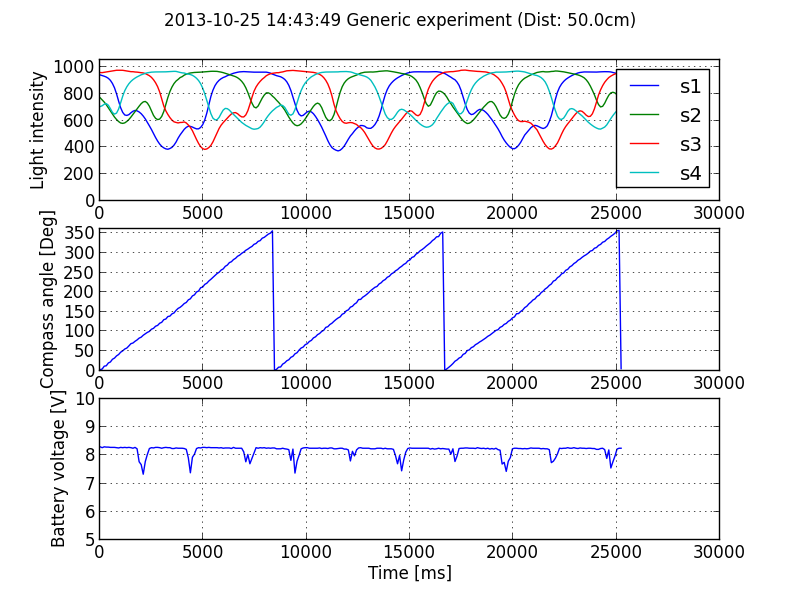 2013-10-25 14:43:49 Generic experiment (Dist: 50.0cm)
Light intensity
1000
800
600
400
200
0
0 5000 10000 15000 20000 25000 30000
s1
s2
s3
s4
Compass angle [Deg]
350
300
250
200
150
100
50
0
0 5000 10000 15000 20000 25000 30000
Battery voltage [V]
10
9
8
7
6
5
0 5000 10000 15000 20000 25000 30000
Time [ms]